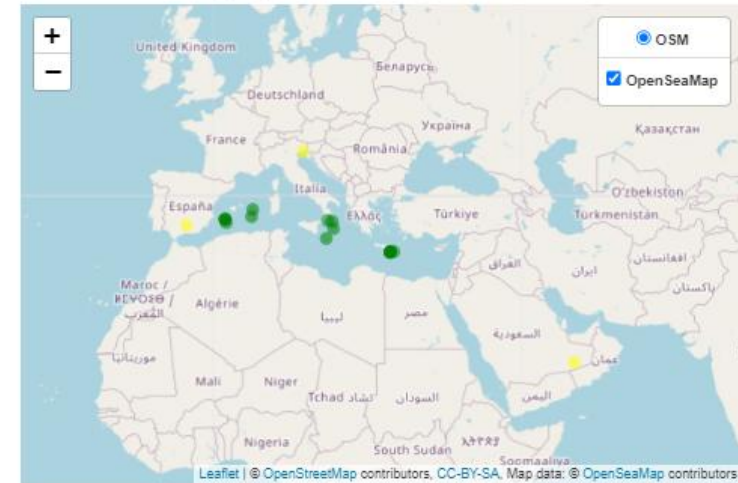 +
−
OSM
OpenSeaMap
United Kingdom
Беларусь
Deutschland
Україна
Қазақстан
France
România
Italia
O'zbekiston
España
Ελλάς
Türkiye
Türkmenistan
العراق
ایران
افغانستان
پاکستان
Maroc /
ⵍⵎⵖⵔⵉⴱ /
المغرب
Algérie
ليبيا
مصر
السعودية
عمان
موريتانيا
Mali
Niger
Tchad تشاد
السودان
اليمن
Nigeria
South Sudan
Soomaaliya
Leaflet | © OpenStreetMap contributors, CC-BY-SA, Map data: © OpenSeaMap contributors